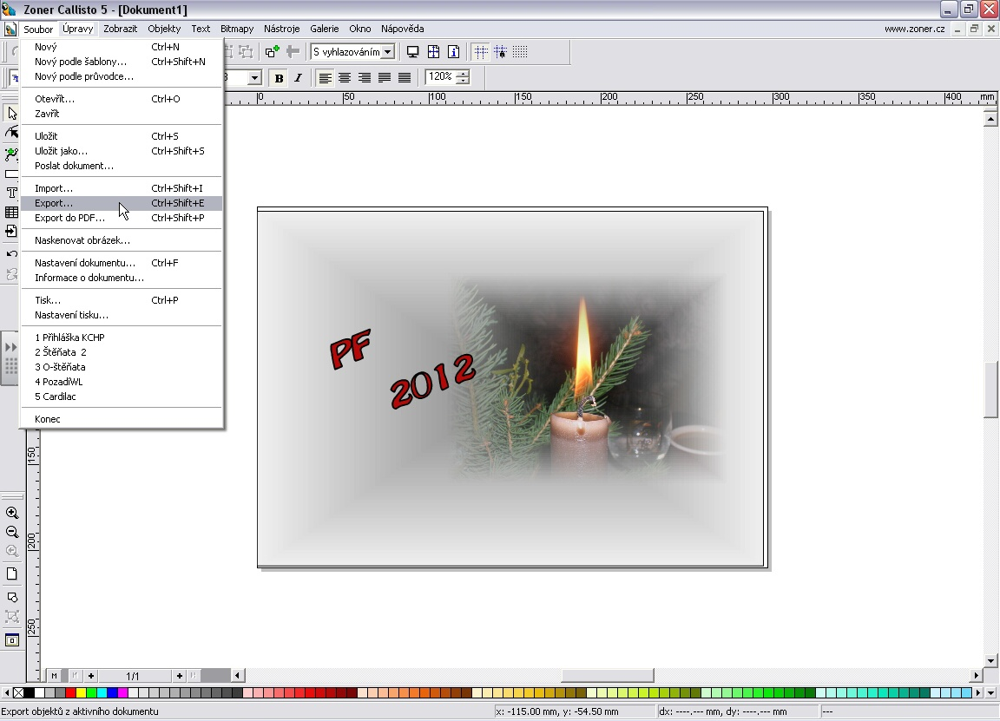 Zoner Callisto 5 - [Dokument1]
Soubor Úpravy Zobrazit Objekty Text Bitmapy Nástroje Galerie Okno Nápověda www.zoner.cz
Nový Ctrl+N
Nový podle šablony... Ctrl+Shift+N
Nový podle průvodce...
Otevřít... Ctrl+O
Zavřít
Uložit Ctrl+S
Uložit jako... Ctrl+Shift+S
Poslat dokument...
Import... Ctrl+Shift+I
Export... Ctrl+Shift+E
Export do PDF... Ctrl+Shift+P
Naskenovat obrázek...
Nastavení dokumentu... Ctrl+F
Informace o dokumentu...
Tisk... Ctrl+P
Nastavení tisku...
1 Přihláška KCHP
2 Štěňata 2
3 O-štěňata
4 PozadíWL
5 Cardilac
Konec
S vyhlazováním
B I 120%
0 50 100 150 200 250 300 350 400 mm
150
200
250
PF
2012
M 1/1
Export objektů z aktivního dokumentu x: -115.00 mm, y: -54.50 mm dx: ----.-- mm, dy: ----.-- mm ---